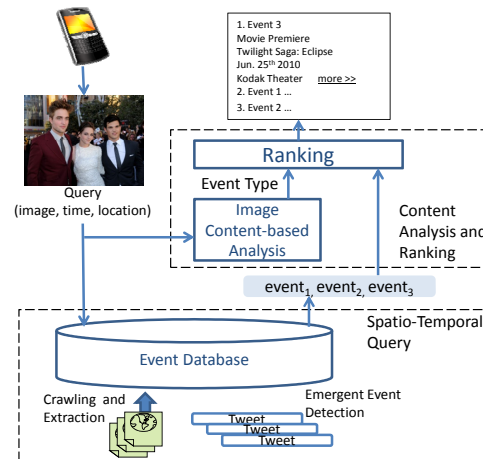 1. Event 3
Movie Premiere
Twilight Saga: Eclipse
Jun. 25th 2010
Kodak Theater more >>
2. Event 1 ...
3. Event 2 ...
Ranking
Event Type
Query
(image, time, location)
Image
Content-based
Analysis
Content
Analysis and
Ranking
event1, event2, event3
Spatio-Temporal
Query
Event Database
Crawling and
Extraction
Emergent Event
Detection
Tweet
Tweet
Tweet